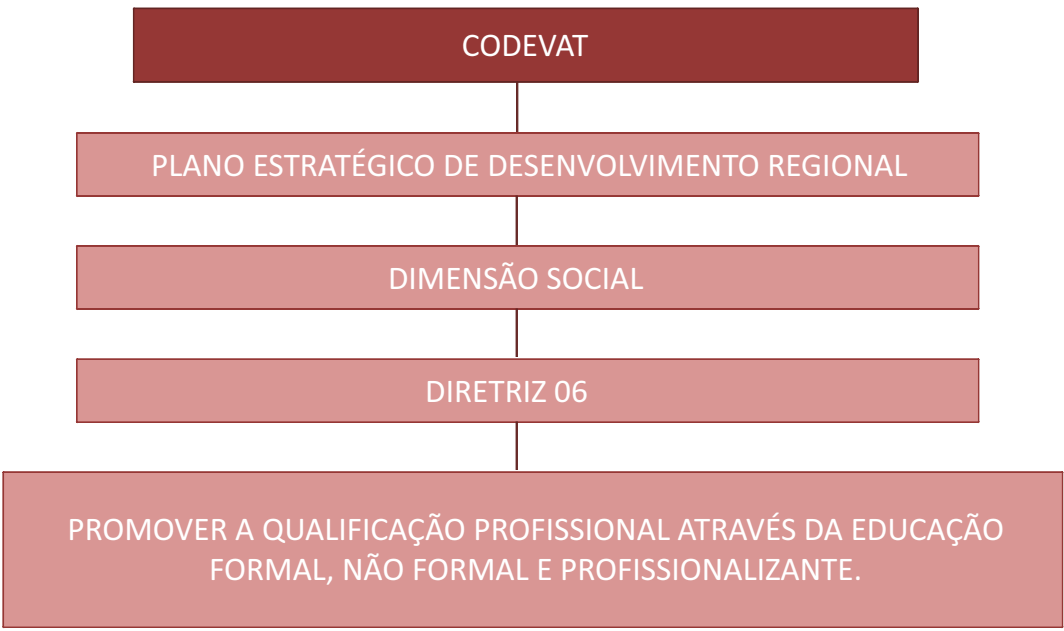 CODEVAT
PLANO ESTRATÉGICO DE DESENVOLVIMENTO REGIONAL
DIMENSÃO SOCIAL
DIRETRIZ 06
PROMOVER A QUALIFICAÇÃO PROFISSIONAL ATRAVÉS DA EDUCAÇÃO
FORMAL, NÃO FORMAL E PROFISSIONALIZANTE.